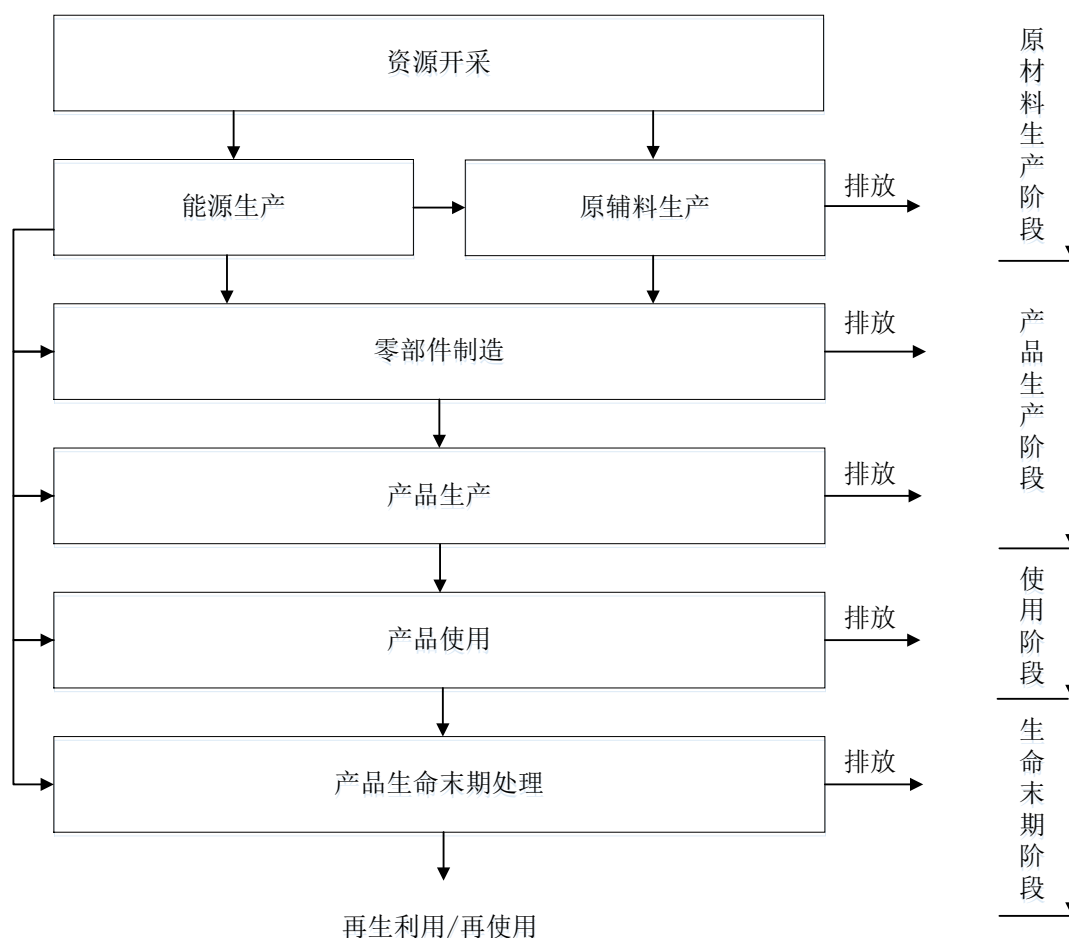 资源开采
能源生产
原辅料生产
排放
零部件制造
排放
产品生产
排放
产品使用
排放
产品生命末期处理
排放
再生利用/再使用
原材料生产阶段
产品生产阶段
使用阶段
生命末期阶段